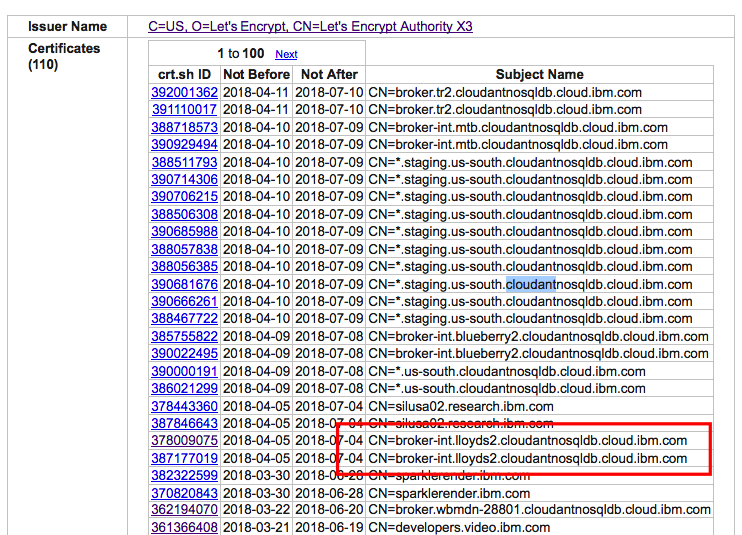 Issuer Name C=US, O=Let's Encrypt, CN=Let's Encrypt Authority X3
Certificates
(110)
1 to 100 Next
crt.sh ID Not Before Not After Subject Name
392001362 2018-04-11 2018-07-10 CN=broker.tr2.cloudantnosqldb.cloud.ibm.com
391110017 2018-04-11 2018-07-10 CN=broker.tr2.cloudantnosqldb.cloud.ibm.com
388718573 2018-04-10 2018-07-09 CN=broker-int.mtb.cloudantnosqldb.cloud.ibm.com
390929494 2018-04-10 2018-07-09 CN=broker-int.mtb.cloudantnosqldb.cloud.ibm.com
388511793 2018-04-10 2018-07-09 CN=*.staging.us-south.cloudantnosqldb.cloud.ibm.com
390714306 2018-04-10 2018-07-09 CN=*.staging.us-south.cloudantnosqldb.cloud.ibm.com
390706215 2018-04-10 2018-07-09 CN=*.staging.us-south.cloudantnosqldb.cloud.ibm.com
388506308 2018-04-10 2018-07-09 CN=*.staging.us-south.cloudantnosqldb.cloud.ibm.com
390685988 2018-04-10 2018-07-09 CN=*.staging.us-south.cloudantnosqldb.cloud.ibm.com
388057838 2018-04-10 2018-07-09 CN=*.staging.us-south.cloudantnosqldb.cloud.ibm.com
388056385 2018-04-10 2018-07-09 CN=*.staging.us-south.cloudantnosqldb.cloud.ibm.com
390681676 2018-04-10 2018-07-09 CN=*.staging.us-south.cloudantnosqldb.cloud.ibm.com
390666261 2018-04-10 2018-07-09 CN=*.staging.us-south.cloudantnosqldb.cloud.ibm.com
388467722 2018-04-10 2018-07-09 CN=*.staging.us-south.cloudantnosqldb.cloud.ibm.com
385755822 2018-04-09 2018-07-08 CN=broker-int.blueberry2.cloudantnosqldb.cloud.ibm.com
390022495 2018-04-09 2018-07-08 CN=broker-int.blueberry2.cloudantnosqldb.cloud.ibm.com
390000191 2018-04-09 2018-07-08 CN=*.us-south.cloudantnosqldb.cloud.ibm.com
386021299 2018-04-09 2018-07-08 CN=*.us-south.cloudantnosqldb.cloud.ibm.com
378443360 2018-04-05 2018-07-04 CN=silusa02.research.ibm.com
387846643 2018-04-05 2018-07-04 CN=silusa02.research.ibm.com
378009075 2018-04-05 2018-07-04 CN=broker-int.lloyds2.cloudantnosqldb.cloud.ibm.com
387177019 2018-04-05 2018-07-04 CN=broker-int.lloyds2.cloudantnosqldb.cloud.ibm.com
382322599 2018-03-30 2018-06-28 CN=sparklerender.ibm.com
370820843 2018-03-30 2018-06-28 CN=sparklerender.ibm.com
362194070 2018-03-22 2018-06-20 CN=broker.wbmdn-28801.cloudantnosqldb.cloud.ibm.com
361366408 2018-03-21 2018-06-19 CN=developers.video.ibm.com